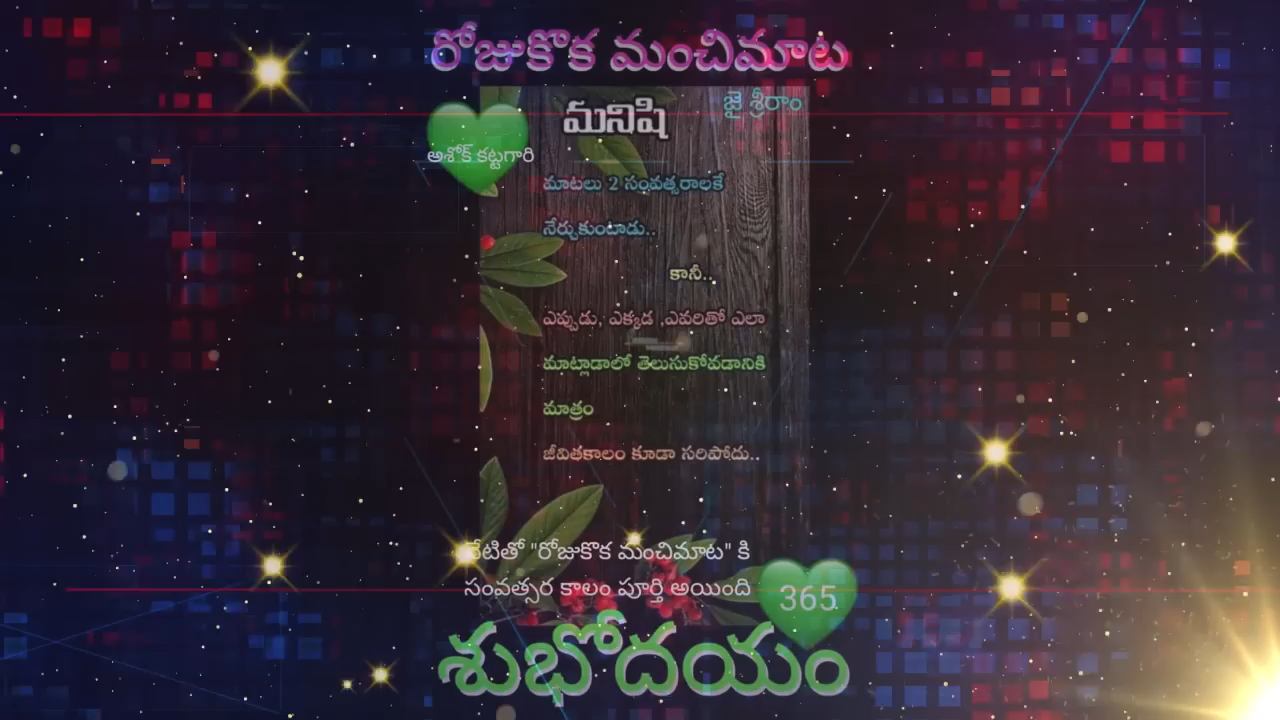 రోజుకొక మంచిమాట
జై శ్రీరాం
మనిషి
అశోక్ కట్టగారి
మాటలు 2 సంవత్సరాలకే
నేర్చుకుంటాడు..
కానీ..
ఎప్పుడు, ఎక్కడ ,ఎవరితో ఎలా
మాట్లాడాలో తెలుసుకోవడానికి
మాత్రం
జీవితకాలం కూడా సరిపోదు..
నేటితో "రోజుకొక మంచిమాట" కి
సంవత్సర కాలం పూర్తి అయింది
365
శుభోదయం